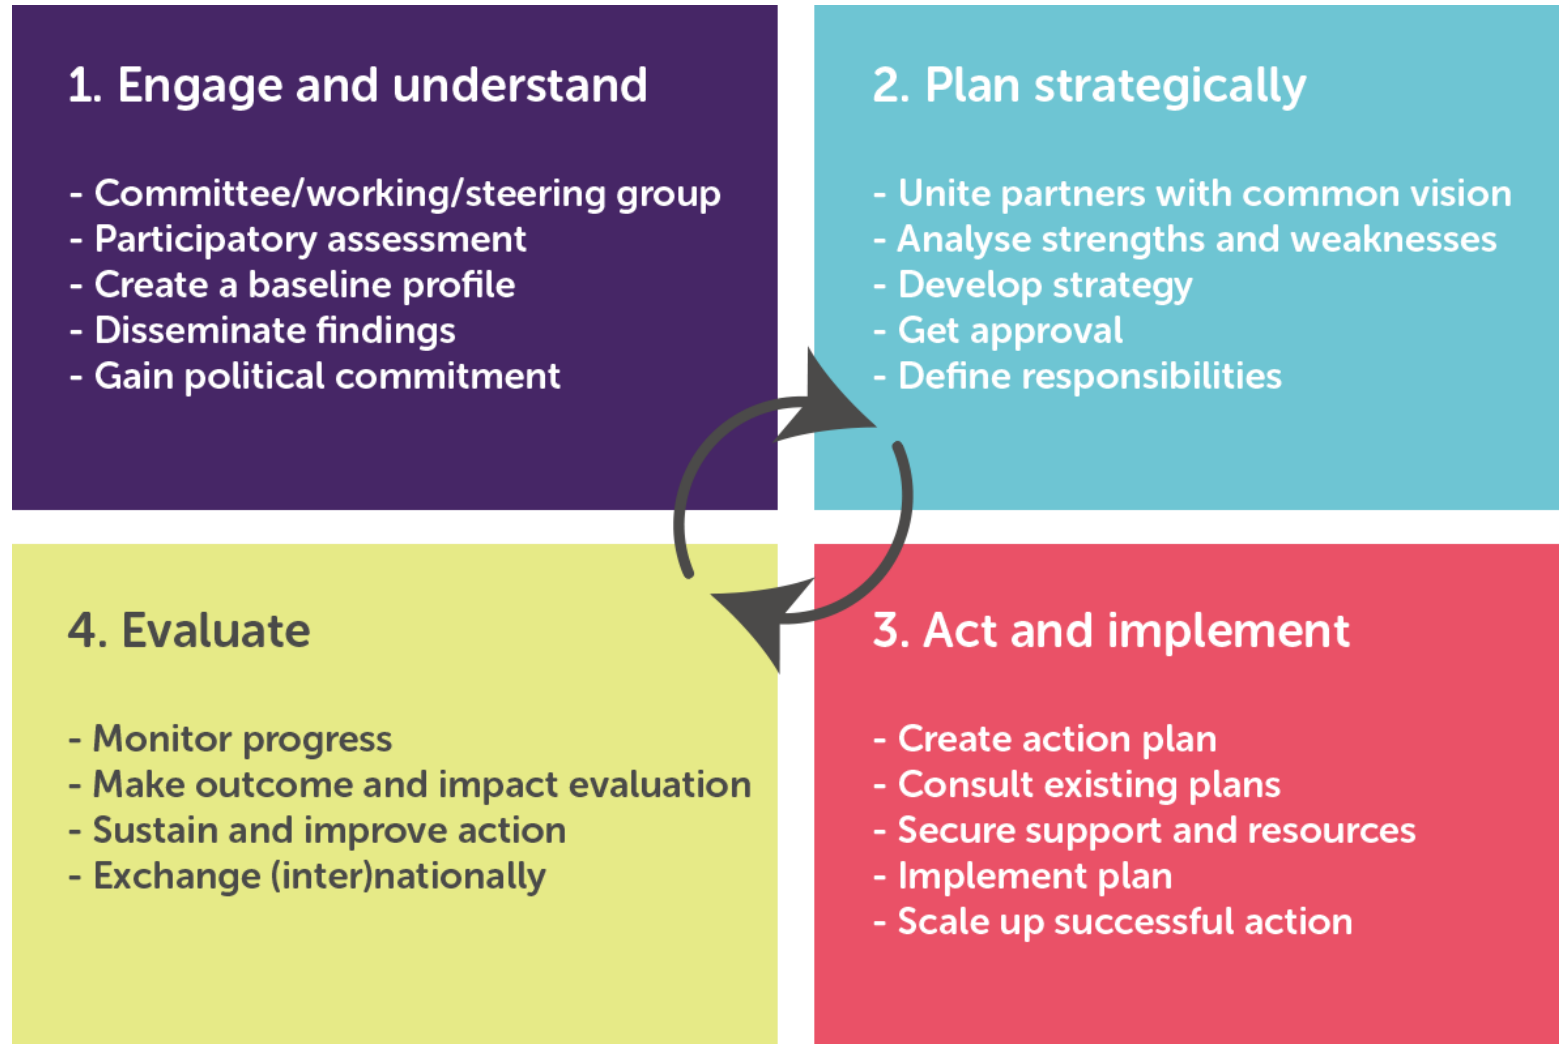 1. Engage and understand
- Committee/working/steering group
- Participatory assessment
- Create a baseline profile
- Disseminate findings
- Gain political commitment
2. Plan strategically
- Unite partners with common vision
- Analyse strengths and weaknesses
- Develop strategy
- Get approval
- Define responsibilities
3. Act and implement
- Create action plan
- Consult existing plans
- Secure support and resources
- Implement plan
- Scale up successful action
4. Evaluate
- Monitor progress
- Make outcome and impact evaluation
- Sustain and improve action
- Exchange (inter)nationally